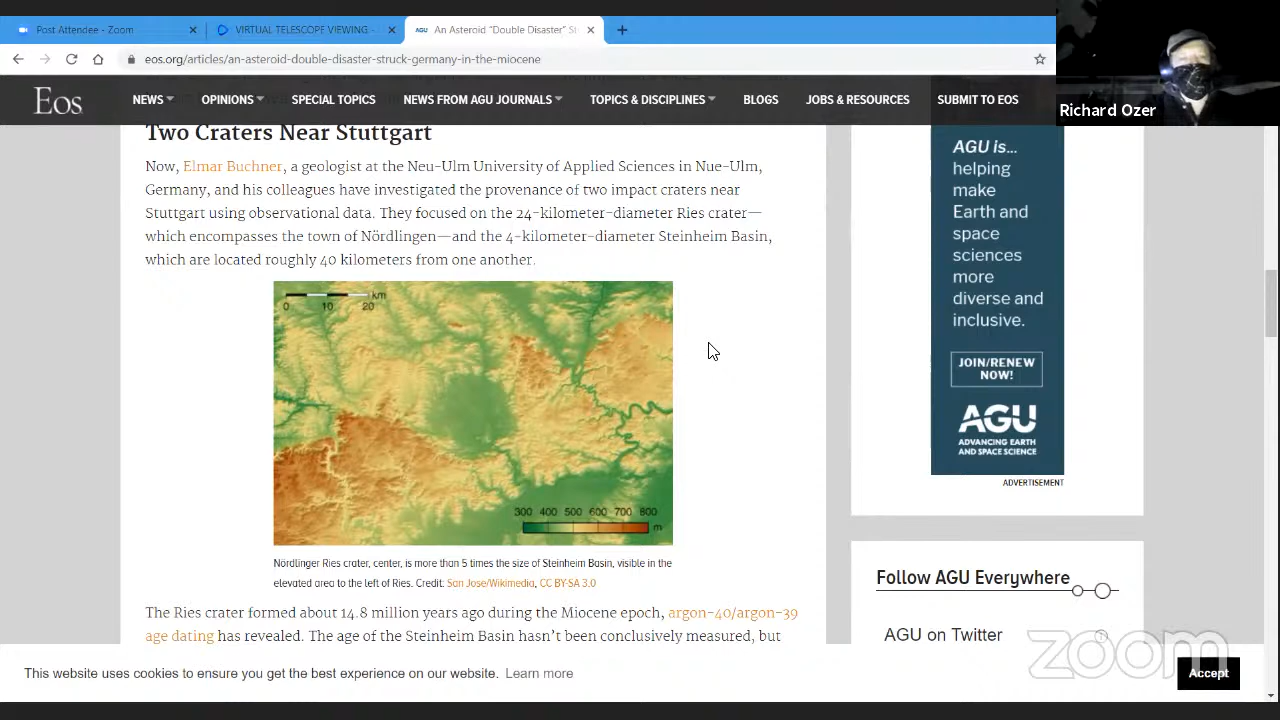 Post Attendee - Zoom
VIRTUAL TELESCOPE VIEWING -
AGU An Asteroid "Double Disaster" St
eos.org/articles/an-asteroid-double-disaster-struck-germany-in-the-miocene
Richard Ozer
Eos
NEWS
OPINIONS
SPECIAL TOPICS
NEWS FROM AGU JOURNALS
TOPICS & DISCIPLINES
BLOGS
JOBS & RESOURCES
SUBMIT TO EOS
Two Craters Near Stuttgart
Now, Elmar Buchner, a geologist at the Neu-Ulm University of Applied Sciences in Nue-Ulm,
Germany, and his colleagues have investigated the provenance of two impact craters near
Stuttgart using observational data. They focused on the 24-kilometer-diameter Ries crater—
which encompasses the town of Nördlingen—and the 4-kilometer-diameter Steinheim Basin,
which are located roughly 40 kilometers from one another.
km
0 10 20
300 400 500 600 700 800
m
Nördlinger Ries crater, center, is more than 5 times the size of Steinheim Basin, visible in the
elevated area to the left of Ries. Credit: San Jose/Wikimedia, CC BY-SA 3.0
The Ries crater formed about 14.8 million years ago during the Miocene epoch, argon-40/argon-39
age dating has revealed. The age of the Steinheim Basin hasn't been conclusively measured, but
AGU is...
helping
make
Earth and
space
sciences
more
diverse and
inclusive.
JOIN/RENEW
NOW!
AGU
ADVANCING EARTH
AND SPACE SCIENCE
ADVERTISEMENT
Follow AGU Everywhere
AGU on Twitter
zoom
This website uses cookies to ensure you get the best experience on our website. Learn more
Accept